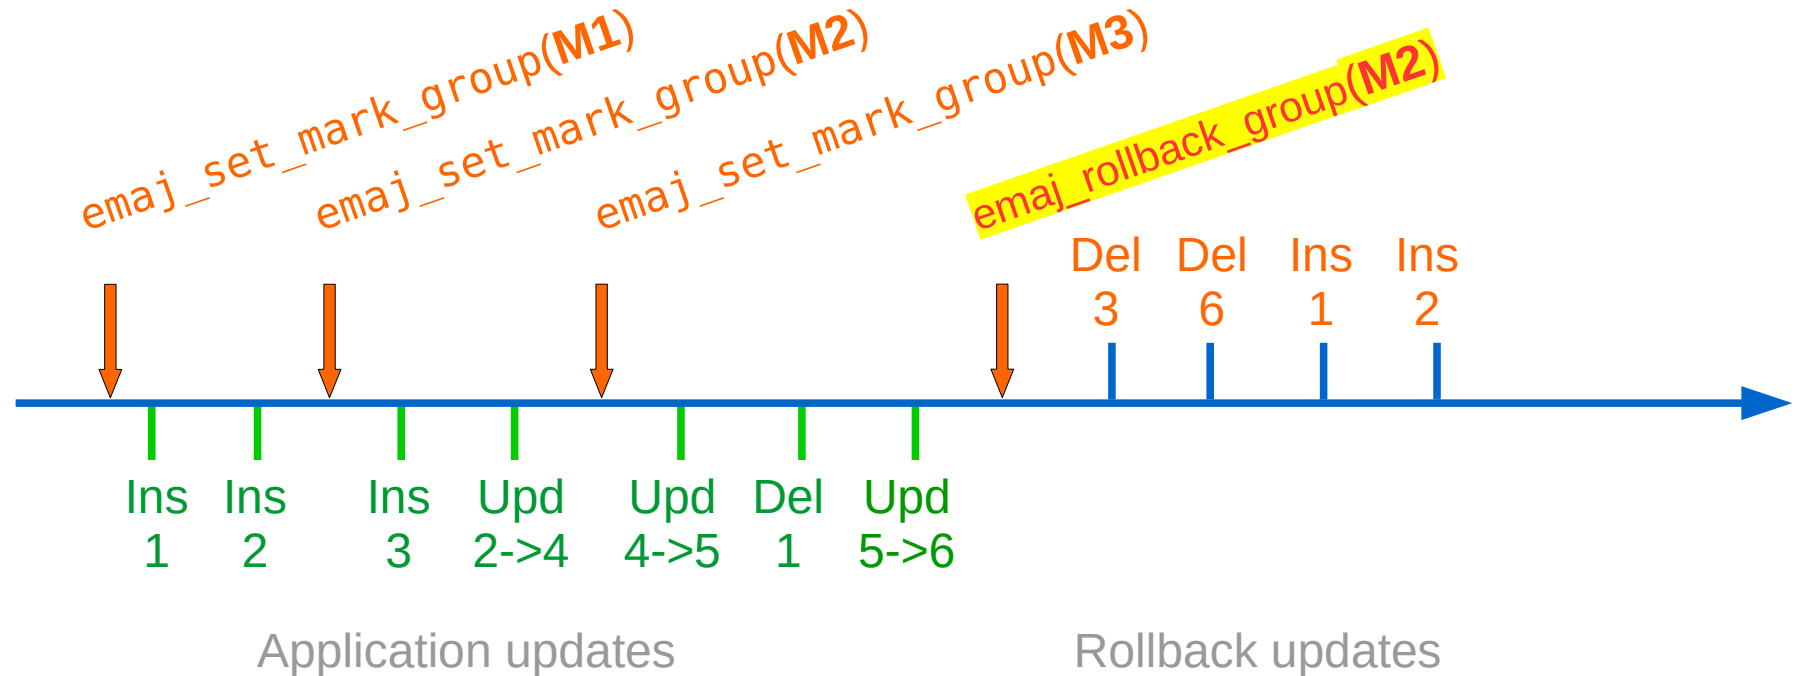 emaj_set_mark_group(M1)
emaj_set_mark_group(M2)
emaj_set_mark_group(M3)
emaj_rollback_group(M2)
Del Del Ins Ins
3 6 1 2
Ins Ins Ins Upd Upd Del Upd
1 2 3 2->4 4->5 1 5->6
Application updates Rollback updates